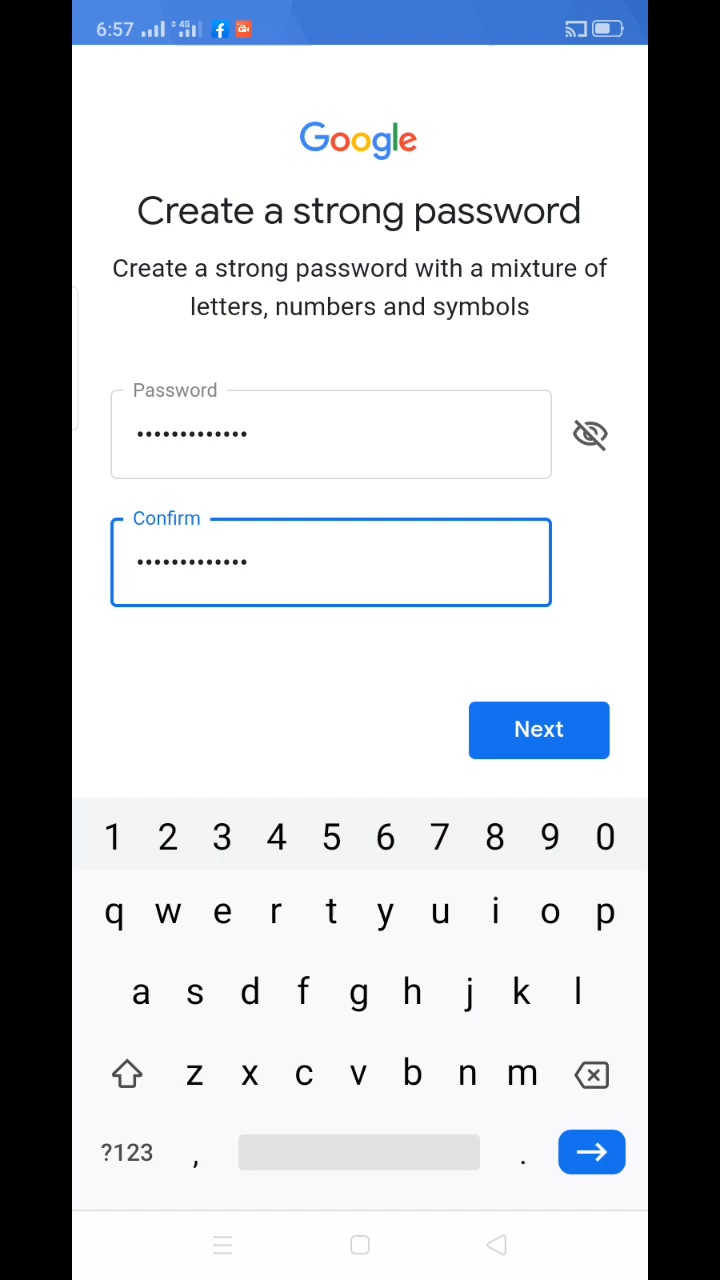 6:57
4G
Google
Create a strong password
Create a strong password with a mixture of
letters, numbers and symbols
Password
•••••••••••••
Confirm
•••••••••••••
Next
1 2 3 4 5 6 7 8 9 0
q w e r t y u i o p
a s d f g h j k l
z x c v b n m
?123 , .